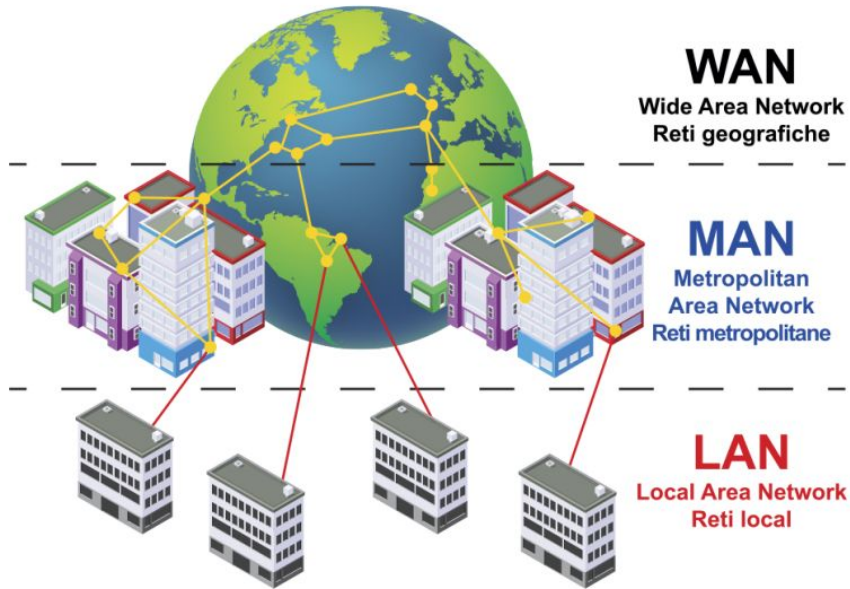 WAN
Wide Area Network
Reti geografiche
MAN
Metropolitan
Area Network
Reti metropolitane
LAN
Local Area Network
Reti local